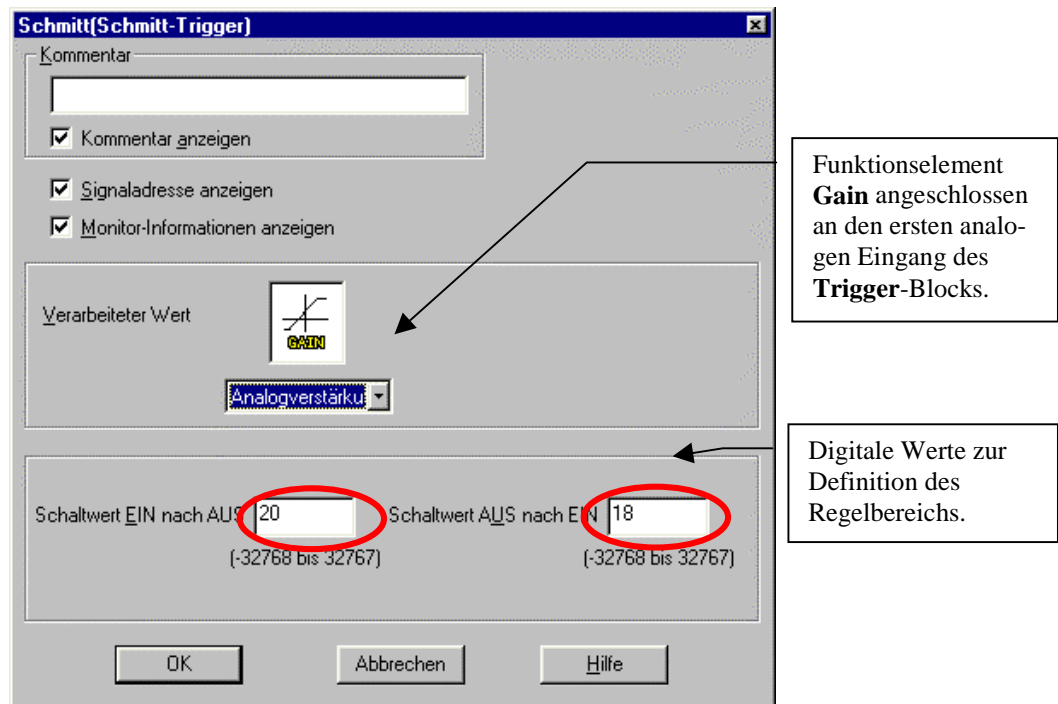 Schmitt(Schmitt-Trigger)
Kommentar
Kommentar anzeigen
Signaladresse anzeigen
Monitor-Informationen anzeigen
Verarbeiteter Wert
GAIN
Analogverstärku
Schaltwert EIN nach AUS 20 Schaltwert AUS nach EIN 18
(-32768 bis 32767) (-32768 bis 32767)
OK Abbrechen Hilfe
Funktionselement
Gain angeschlossen
an den ersten analo-
gen Eingang des
Trigger-Blocks.
Digitale Werte zur
Definition des
Regelbereichs.